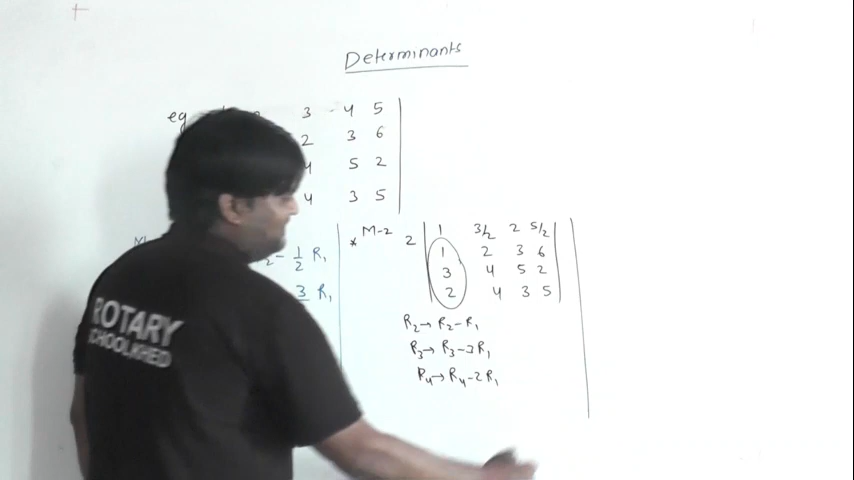 Determinants
eg 3 - 4 5
2 3 6
4 5 2
4 3 5
- 1/2 R₁
3 R₁
* M-2
2 | 1 3/2 2 5/2 |
1 2 3 6
3 4 5 2
2 4 3 5
R₂→ R₂-R₁
R₃→ R₃-3R₁
R₄→ R₄-2R₁
ROTARY